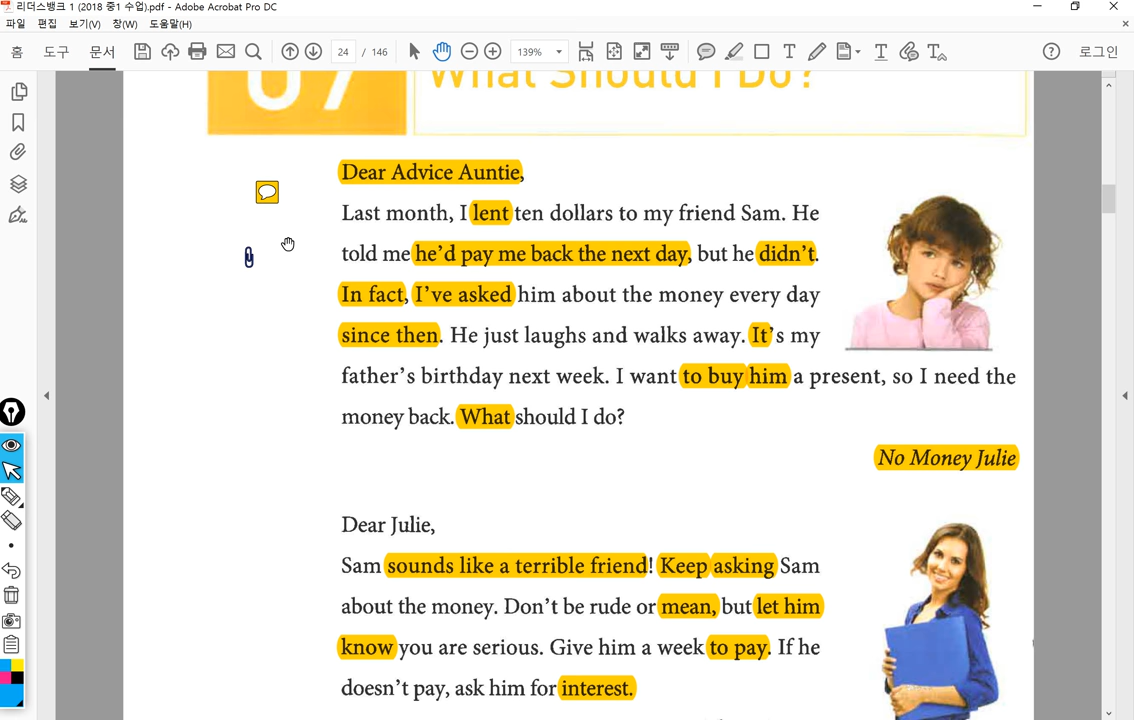 리더스뱅크 1 (2018 중1 수업).pdf - Adobe Acrobat Pro DC
파일 편집 보기(V) 창(W) 도움말(H)
홈 도구 문서 24 / 146 139% 로그인
07 What Should I Do?
Dear Advice Auntie,
Last month, I lent ten dollars to my friend Sam. He
told me he'd pay me back the next day, but he didn't.
In fact, I've asked him about the money every day
since then. He just laughs and walks away. It's my
father's birthday next week. I want to buy him a present, so I need the
money back. What should I do?
No Money Julie
Dear Julie,
Sam sounds like a terrible friend! Keep asking Sam
about the money. Don't be rude or mean, but let him
know you are serious. Give him a week to pay. If he
doesn't pay, ask him for interest.